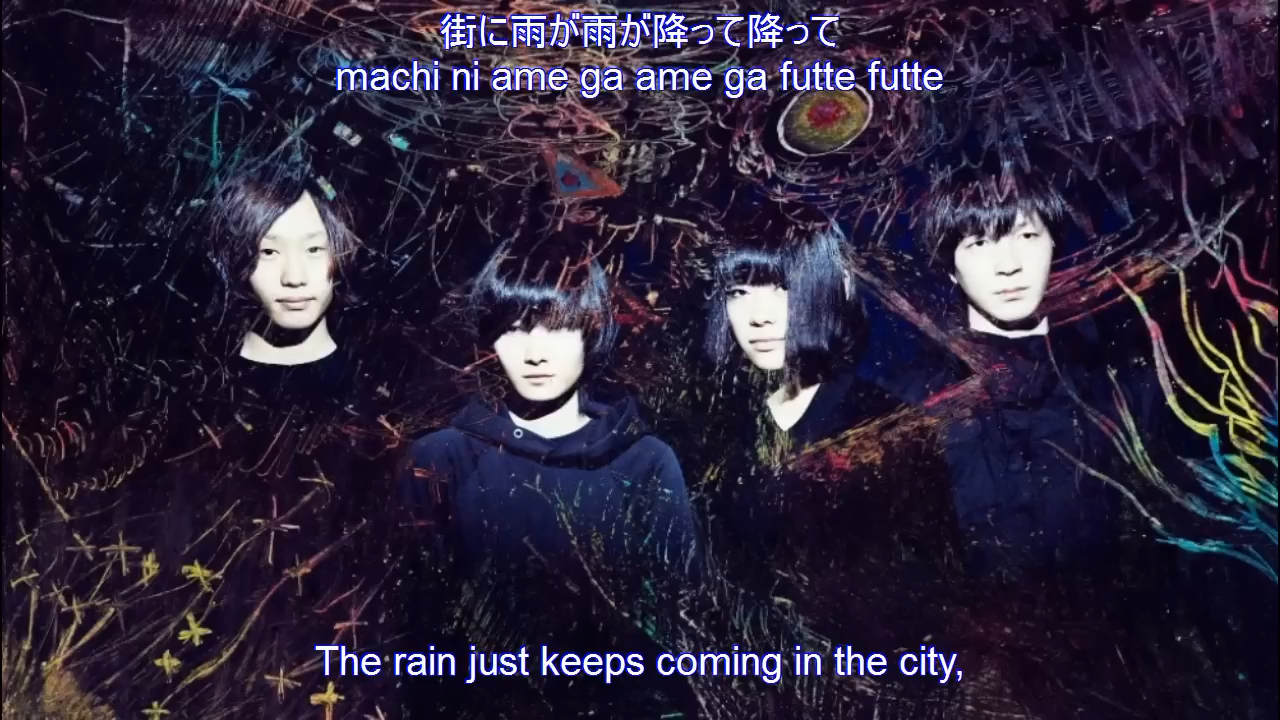 街に雨が雨が降って降って
machi ni ame ga ame ga futte futte
The rain just keeps coming in the city,